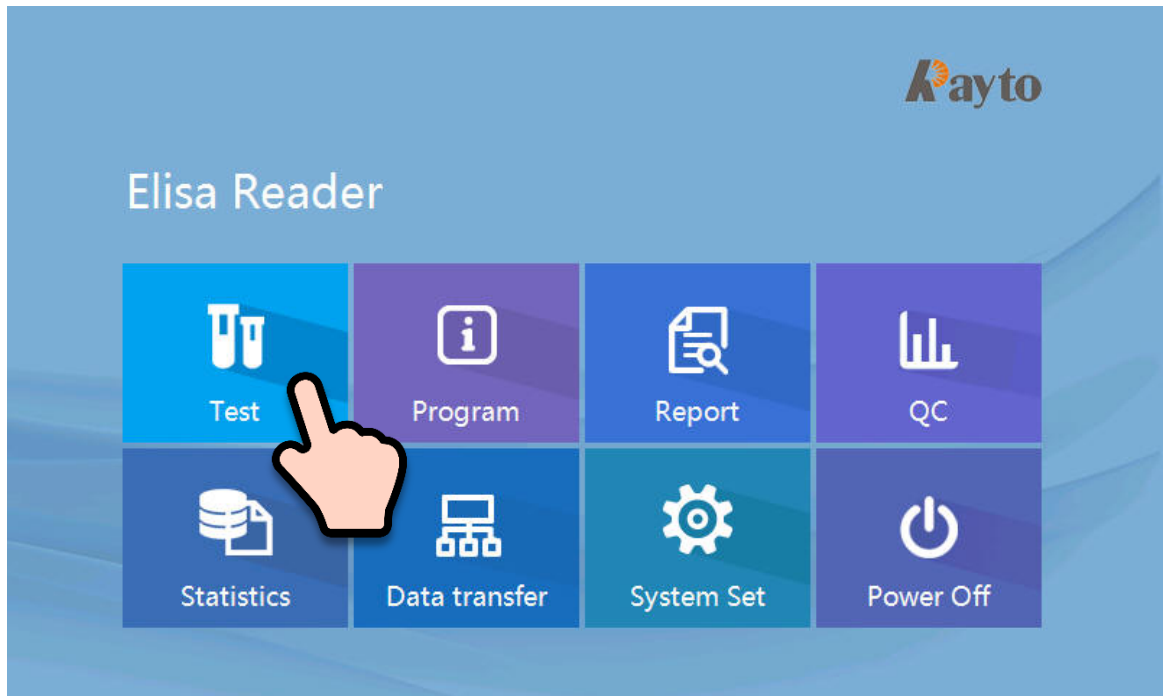 Rayto
Elisa Reader
Test
Program
Report
QC
Statistics
Data transfer
System Set
Power Off